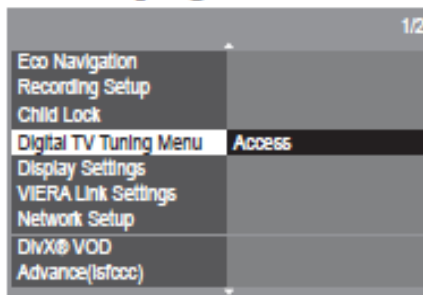 1/2
Eco Navigation
Recording Setup
Child Lock
Digital TV Tuning Menu Access
Display Settings
VIERA Link Settings
Network Setup
DivX® VOD
Advance(isfccc)